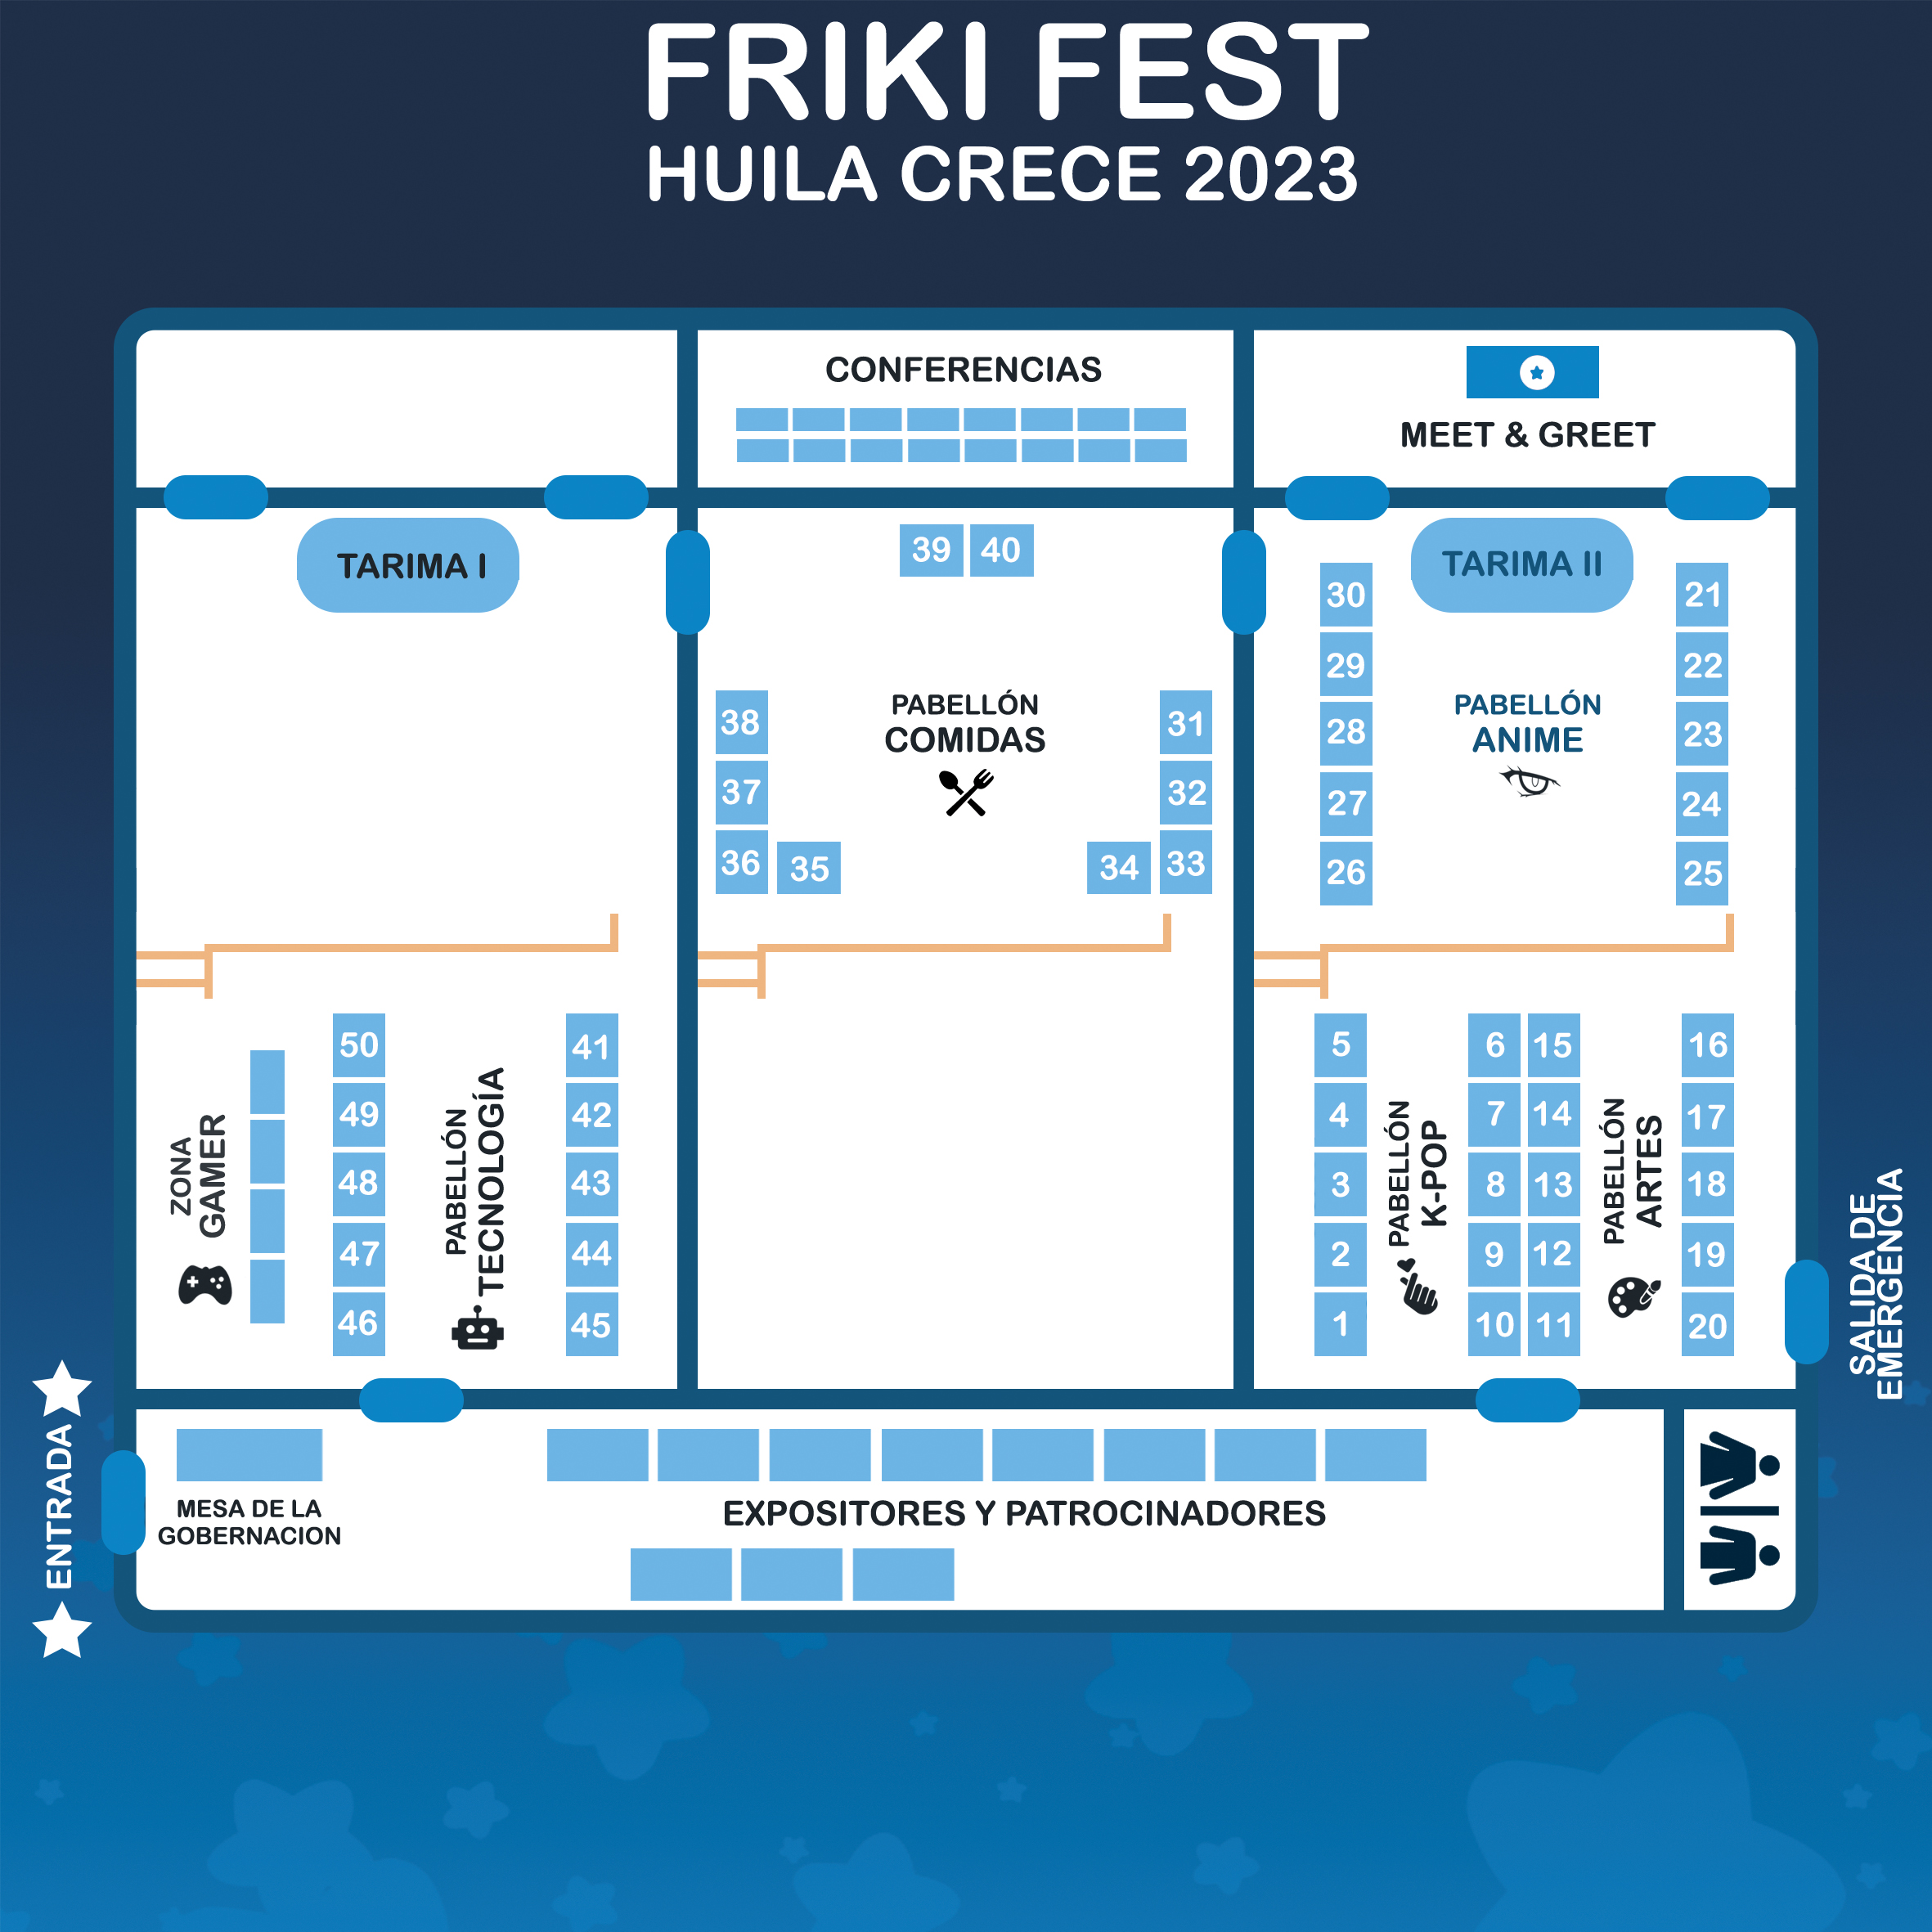 FRIKI FEST
HUILA CRECE 2023
CONFERENCIAS
MEET & GREET
TARIMA I
39 40
TARIMA II
30
29
28
27
26
21
22
23
24
25
38
37
36 35
PABELLÓN
COMIDAS
31
32
34 33
PABELLÓN
ANIME
ZONA
GAMER
50
49
48
47
46
PABELLÓN
TECNOLOGÍA
41
42
43
44
45
5
4
3
2
1
PABELLÓN
K-POP
6 15
7 14
8 13
9 12
10 11
PABELLÓN
ARTES
16
17
18
19
20
SALIDA DE
EMERGENCIA
ENTRADA
MESA DE LA
GOBERNACION
EXPOSITORES Y PATROCINADORES